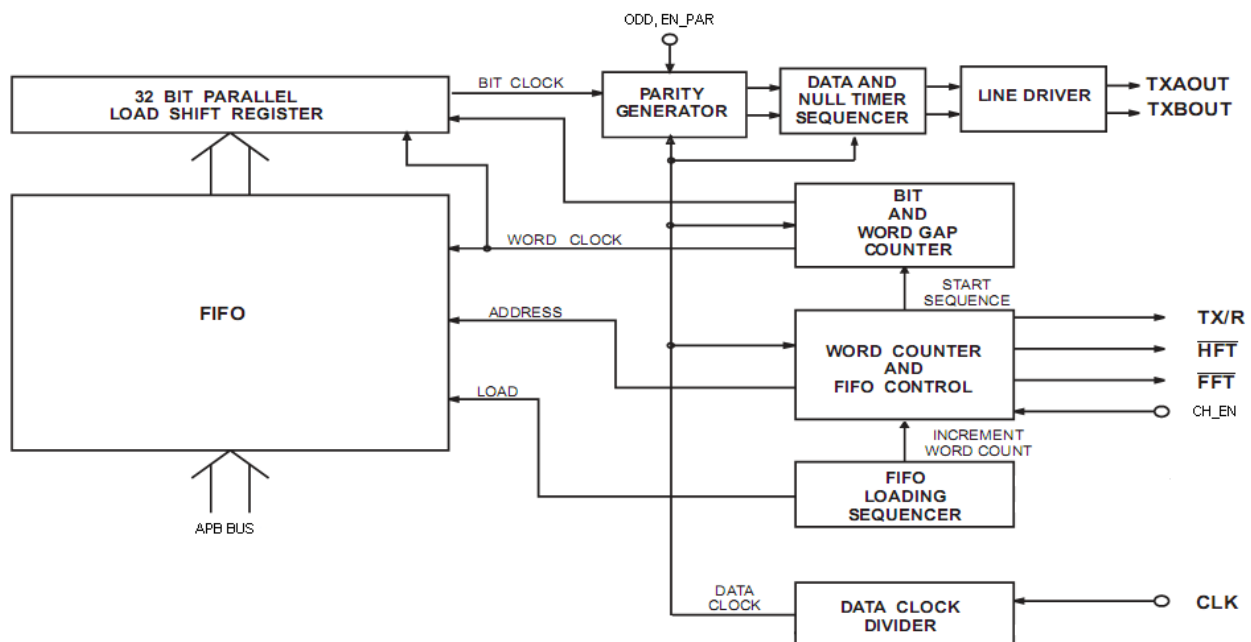 ODD, EN_PAR
32 BIT PARALLEL
LOAD SHIFT REGISTER
BIT CLOCK
PARITY
GENERATOR
DATA AND
NULL TIMER
SEQUENCER
LINE DRIVER
TXAOUT
TXBOUT
BIT
AND
WORD GAP
COUNTER
WORD CLOCK
START
SEQUENCE
FIFO
ADDRESS
WORD COUNTER
AND
FIFO CONTROL
TX/R
HFT
FFT
CH_EN
LOAD
INCREMENT
WORD COUNT
FIFO
LOADING
SEQUENCER
APB BUS
DATA
CLOCK
DATA CLOCK
DIVIDER
CLK